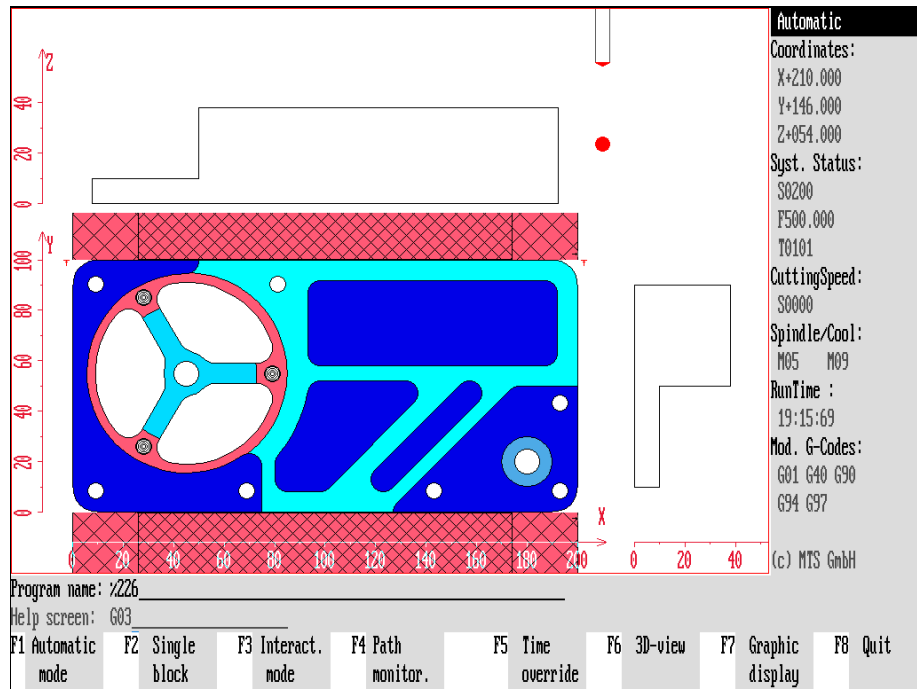 Automatic
Coordinates:
X+210.000
Y+146.000
Z+054.000
Syst. Status:
S0200
F500.000
T0101
CuttingSpeed:
S0000
Spindle/Cool:
M05 M09
RunTime :
19:15:69
Mod. G-Codes:
G01 G40 G90
G94 G97
(c) MTS GmbH
Z
40
20
0
Y
100
80
60
40
20
0
T T
X
0 20 40 60 80 100 120 140 160 180 200
0 20 40
Program name: %226
Help screen: G03
F1 Automatic mode
F2 Single block
F3 Interact. mode
F4 Path monitor.
F5 Time override
F6 3D-view
F7 Graphic display
F8 Quit